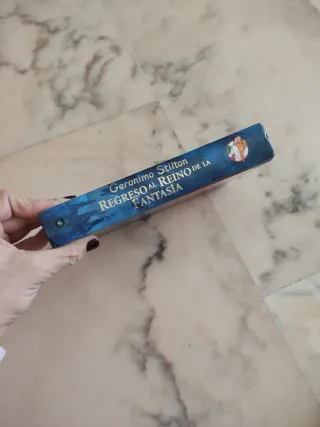 Geronimo Stilton
REGRESO AL REINO DE LA
FANTASÍA